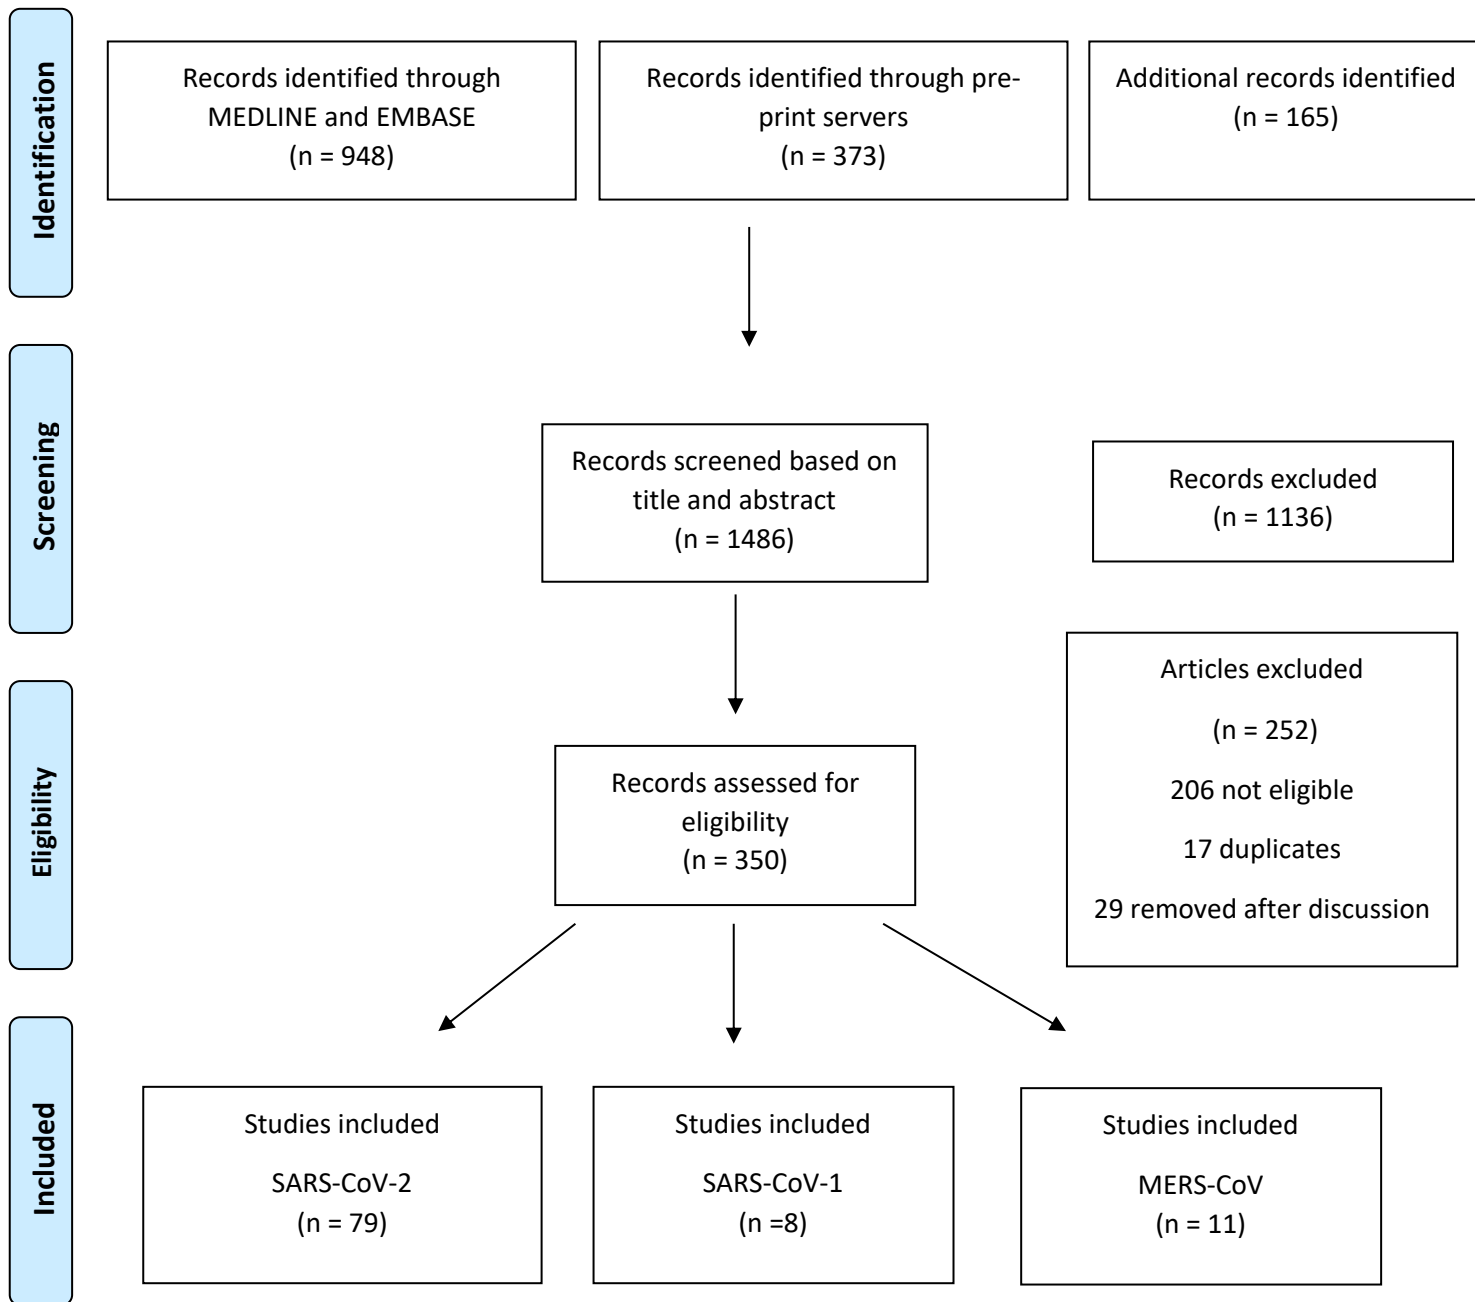 Identification
Records identified through
MEDLINE and EMBASE
(n = 948)
Records identified through pre-
print servers
(n = 373)
Additional records identified
(n = 165)
Screening
Records screened based on
title and abstract
(n = 1486)
Records excluded
(n = 1136)
Eligibility
Records assessed for
eligibility
(n = 350)
Articles excluded
(n = 252)
206 not eligible
17 duplicates
29 removed after discussion
Included
Studies included
SARS-CoV-2
(n = 79)
Studies included
SARS-CoV-1
(n =8)
Studies included
MERS-CoV
(n = 11)